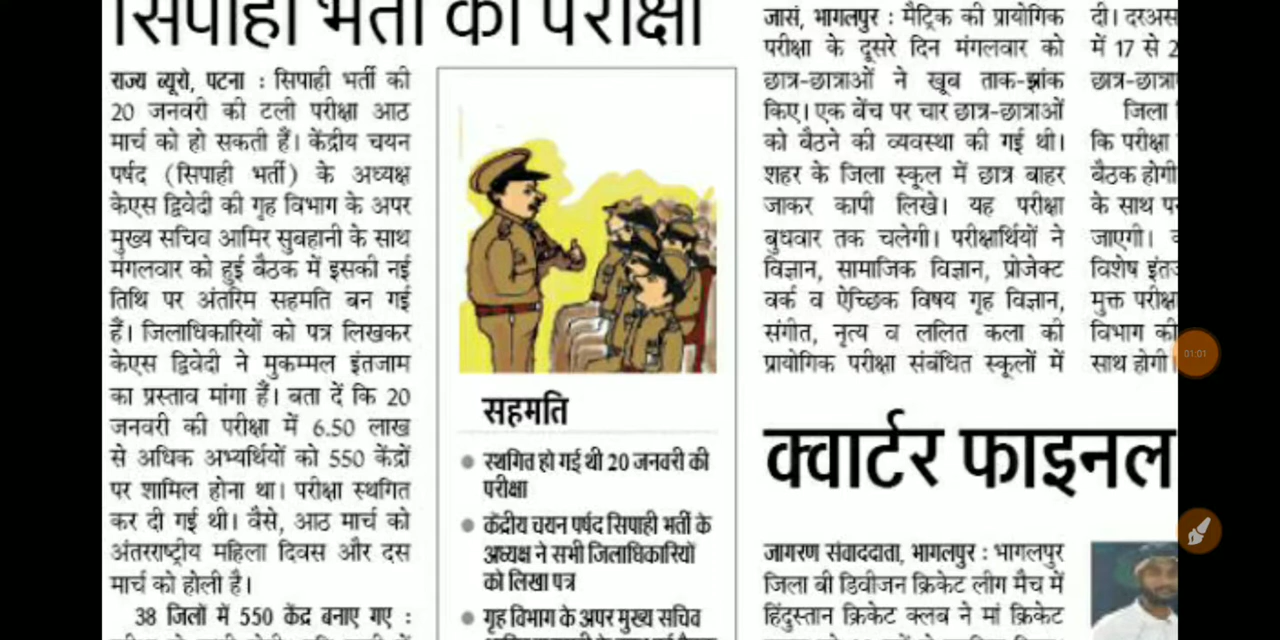 सिपाही भर्ती की परीक्षा
राज्य ब्यूरो, पटना : सिपाही भर्ती की
20 जनवरी की टली परीक्षा आठ
मार्च को हो सकती हैं। केंद्रीय चयन
पर्षद (सिपाही भर्ती) के अध्यक्ष
केएस द्विवेदी की गृह विभाग के अपर
मुख्य सचिव आमिर सुबहानी के साथ
मंगलवार को हुई बैठक में इसकी नई
तिथि पर अंतरिम सहमति बन गई
हैं। जिलाधिकारियों को पत्र लिखकर
केएस द्विवेदी ने मुकम्मल इंतजाम
का प्रस्ताव मांगा हैं। बता दें कि 20
जनवरी की परीक्षा में 6.50 लाख
से अधिक अभ्यर्थियों को 550 केंद्रों
पर शामिल होना था। परीक्षा स्थगित
कर दी गई थी। वैसे, आठ मार्च को
अंतरराष्ट्रीय महिला दिवस और दस
मार्च को होली है।
38 जिलों में 550 केंद्र बनाए गए :
सहमति
स्थगित हो गई थी 20 जनवरी की
परीक्षा
केंद्रीय चयन पर्षद सिपाही भर्ती के
अध्यक्ष ने सभी जिलाधिकारियों
को लिखा पत्र
गृह विभाग के अपर मुख्य सचिव
जासं, भागलपुर : मैट्रिक की प्रायोगिक
परीक्षा के दूसरे दिन मंगलवार को
छात्र-छात्राओं ने खूब ताक-झांक
किए। एक बेंच पर चार छात्र-छात्राओं
को बैठने की व्यवस्था की गई थी।
शहर के जिला स्कूल में छात्र बाहर
जाकर कापी लिखे। यह परीक्षा
बुधवार तक चलेगी। परीक्षार्थियों ने
विज्ञान, सामाजिक विज्ञान, प्रोजेक्ट
वर्क व ऐच्छिक विषय गृह विज्ञान,
संगीत, नृत्य व ललित कला की
प्रायोगिक परीक्षा संबंधित स्कूलों में
दी। दरअस
में 17 से 2
छात्र-छात्रा
जिला
कि परीक्षा
बैठक होगी
के साथ प
जाएगी।
विशेष इंत
मुक्त परीक्षा
विभाग की
साथ होगी
01:01
क्वार्टर फाइनल
जागरण संवाददाता, भागलपुर : भागलपुर
जिला बी डिवीजन क्रिकेट लीग मैच में
हिंदुस्तान क्रिकेट क्लब ने मां क्रिकेट